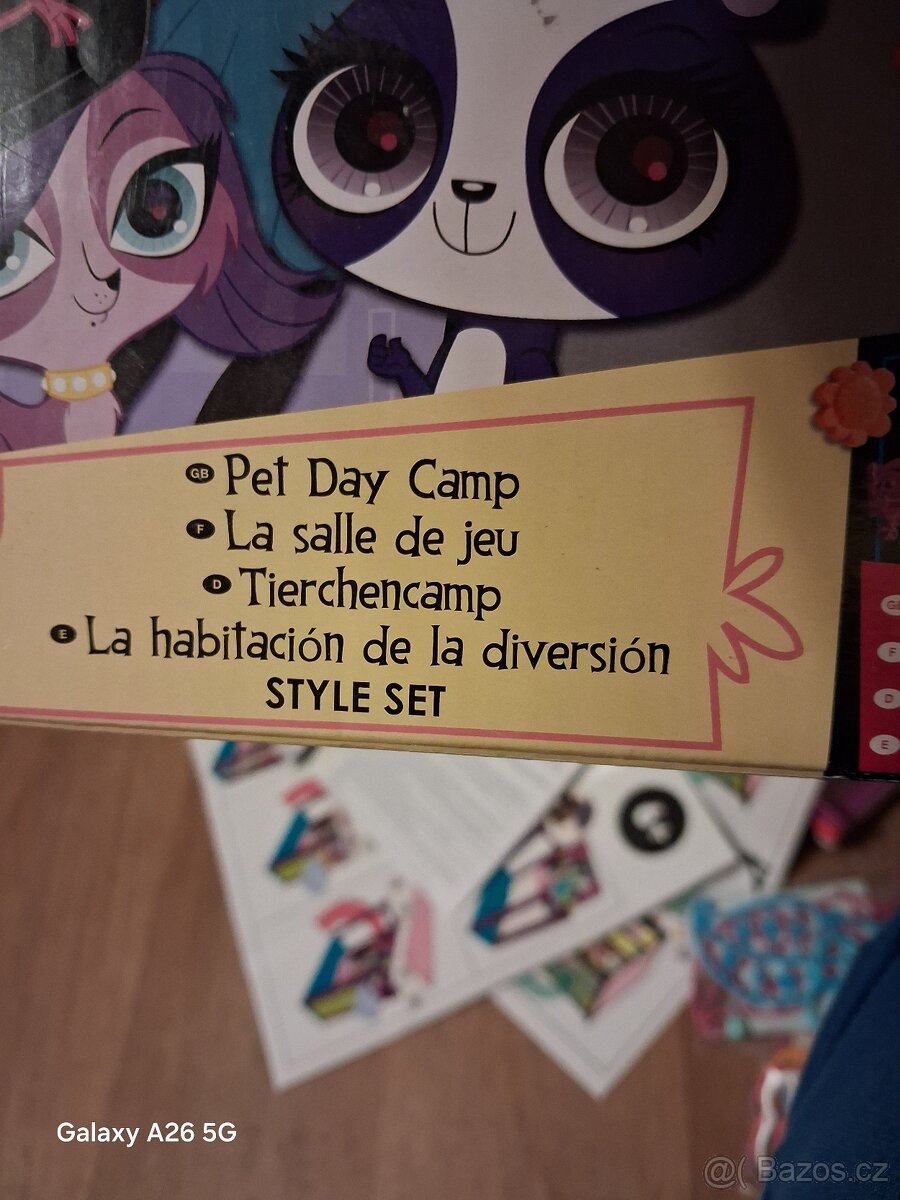 GB Pet Day Camp
F La salle de jeu
D Tierchencamp
E La habitación de la diversión
STYLE SET
F
D
E
Galaxy A26 5G
@( Bazos.cz